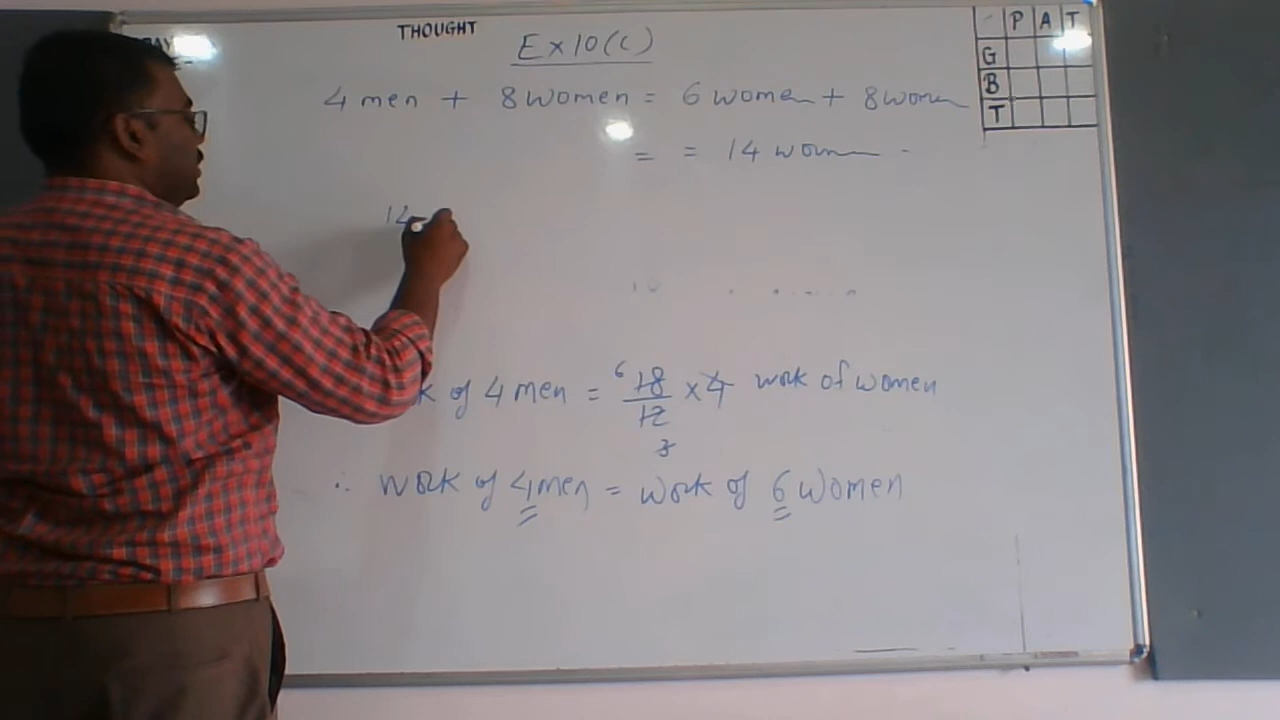 THOUGHT
P A T
G
B
T
Ex 10(c)
4 men + 8 women = 6 women + 8 women
= = 14 women
14
k of 4 men = 6 18/12 × 4 work of women
3
∴ work of 4 men = work of 6 women